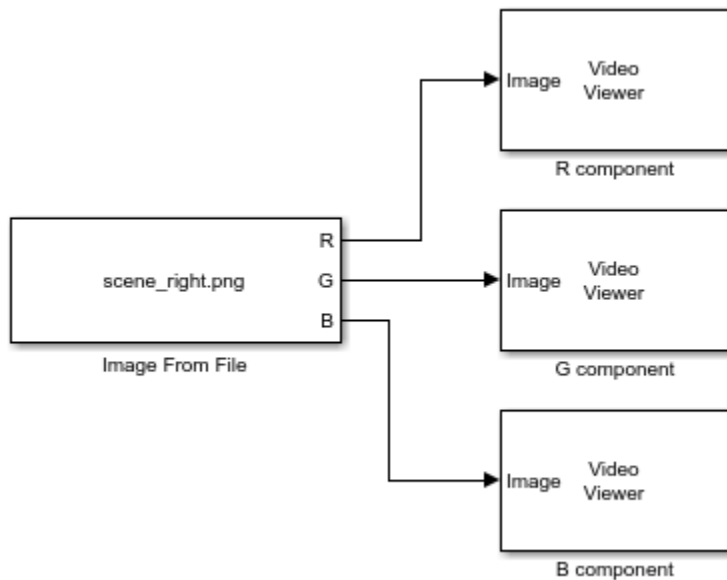 Image
Video
Viewer
R component
scene_right.png
R
G
B
Image From File
Image
Video
Viewer
G component
Image
Video
Viewer
B component